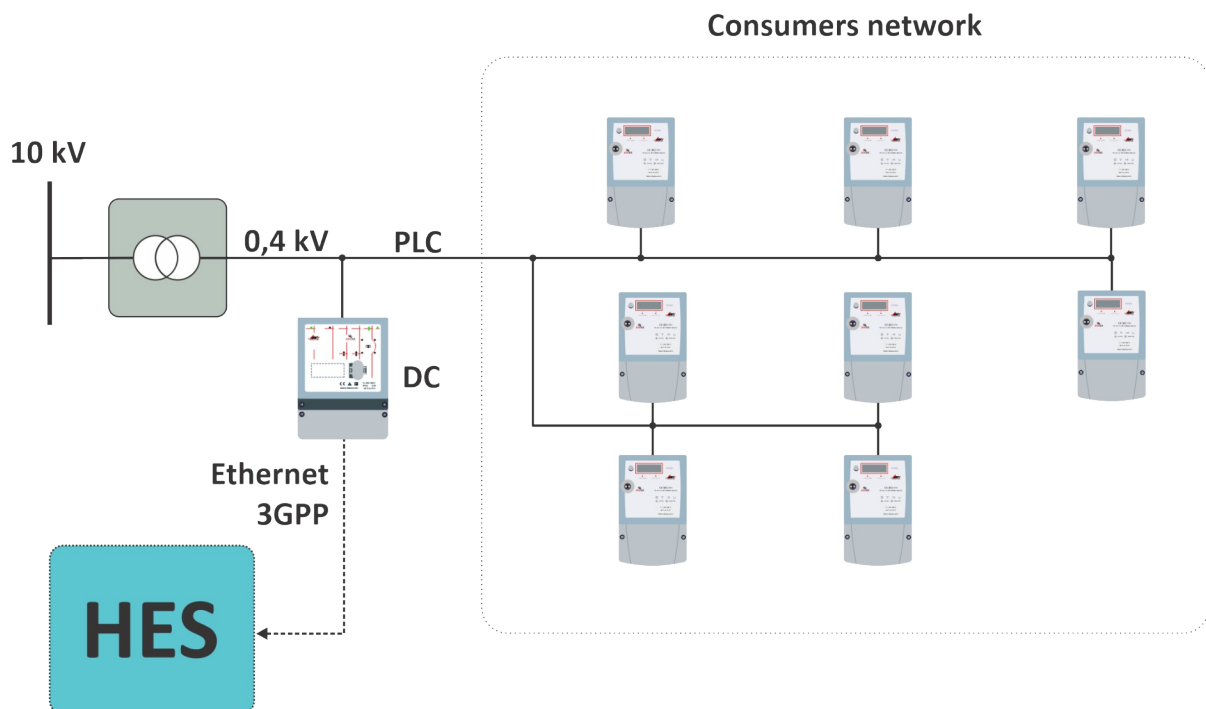 Consumers network
10 kV
0,4 kV
PLC
DC
Ethernet
3GPP
HES